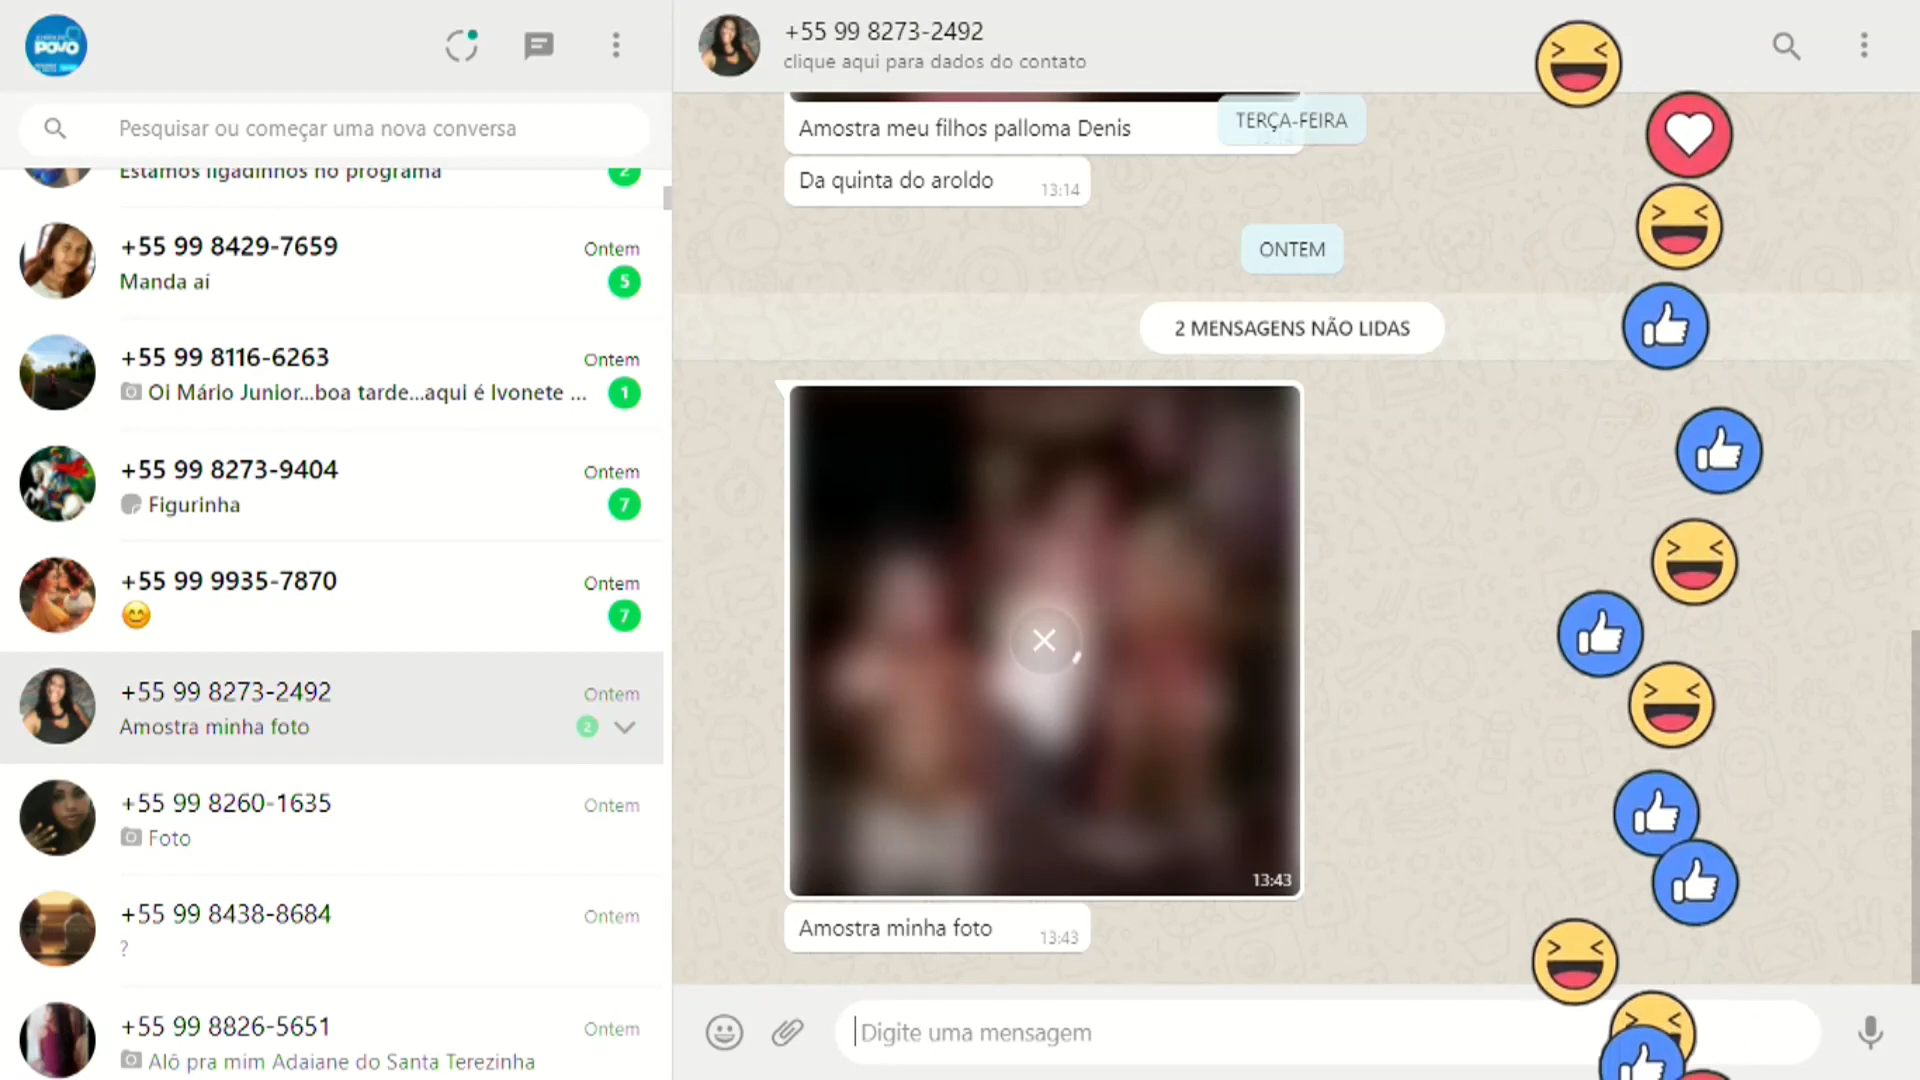 POVO
Pesquisar ou começar uma nova conversa
Estamos ligadinhos no programa
2
+55 99 8429-7659
Ontem
Manda aí
5
+55 99 8116-6263
Ontem
Oi Mário Junior...boa tarde...aqui é Ivonete ...
1
+55 99 8273-9404
Ontem
Figurinha
7
+55 99 9935-7870
Ontem
7
+55 99 8273-2492
Ontem
Amostra minha foto
2
+55 99 8260-1635
Ontem
Foto
+55 99 8438-8684
Ontem
?
+55 99 8826-5651
Ontem
Alô pra mim Adaiane do Santa Terezinha
+55 99 8273-2492
clique aqui para dados do contato
TERÇA-FEIRA
Amostra meu filhos palloma Denis
Da quinta do aroldo
13:14
ONTEM
2 MENSAGENS NÃO LIDAS
13:43
Amostra minha foto
13:43
Digite uma mensagem